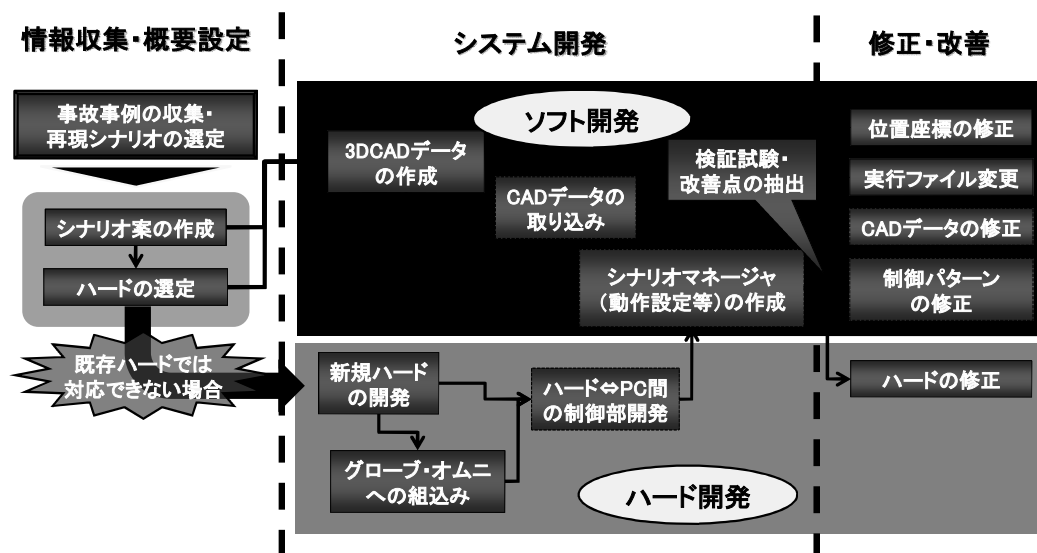 情報収集・概要設定
システム開発
修正・改善
事故事例の収集・
再現シナリオの選定
シナリオ案の作成
ハードの選定
既存ハードでは
対応できない場合
ソフト開発
3DCADデータ
の作成
CADデータの
取り込み
検証試験・
改善点の抽出
シナリオマネージャ
（動作設定等）の作成
新規ハード
の開発
グローブ・オムニ
への組込み
ハード⇔PC間
の制御部開発
ハード開発
位置座標の修正
実行ファイル変更
CADデータの修正
制御パターン
の修正
ハードの修正